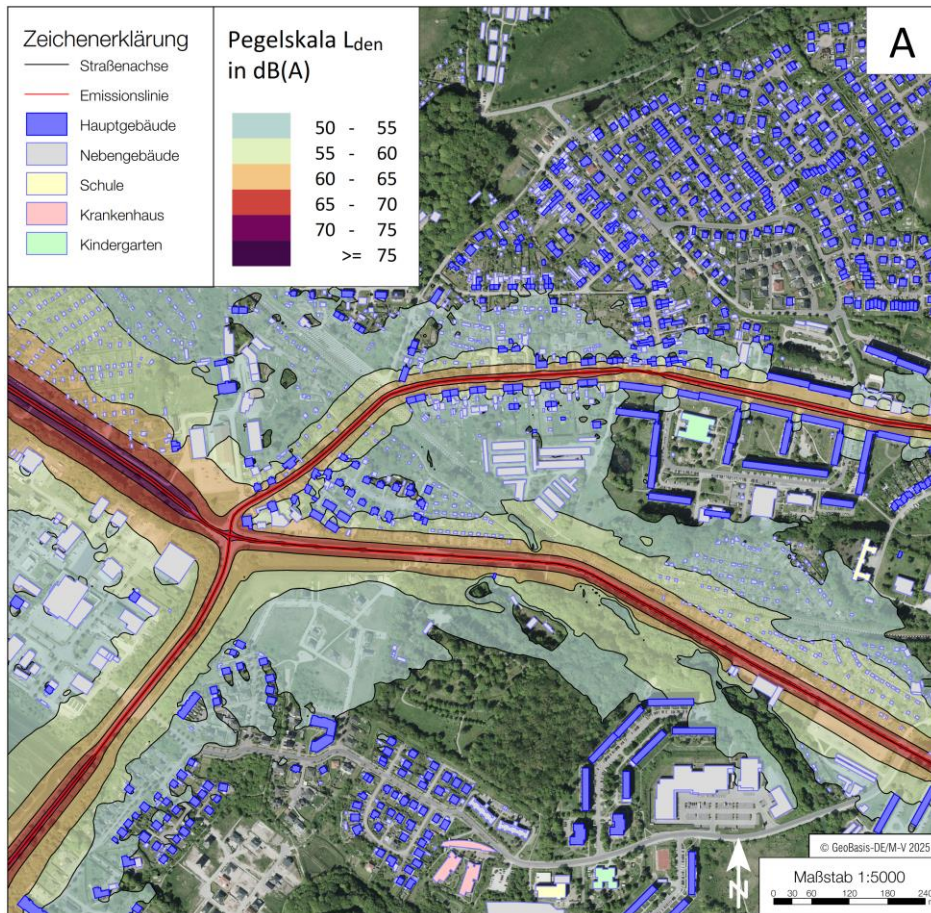 Zeichenerklärung
Straßenachse
Emissionslinie
Hauptgebäude
Nebengebäude
Schule
Krankenhaus
Kindergarten
Pegelskala Lden
in dB(A)
50 - 55
55 - 60
60 - 65
65 - 70
70 - 75
>= 75
A
N
© GeoBasis-DE/M-V 2025
Maßstab 1:5000
0 30 60 120 180 240
m